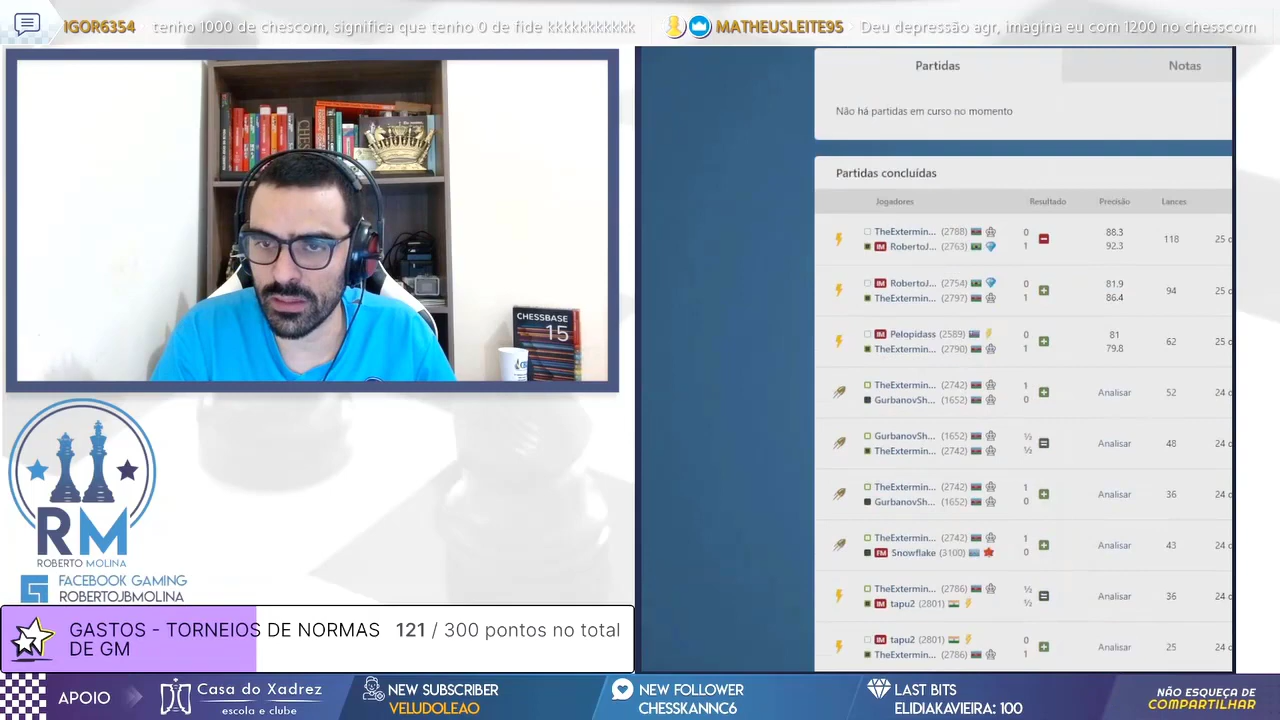 IGOR6354 · tenho 1000 de chescom, significa que tenho 0 de fide kkkkkkkkkkk
MATHEUSLEITE95 · Deu depressão agr, imagina eu com 1200 no chesscom
CHESSBASE
15
RM
ROBERTO MOLINA
FACEBOOK GAMING
ROBERTOJBMOLINA
GASTOS - TORNEIOS DE NORMAS
DE GM
121 / 300 pontos no total
Partidas Notas
Não há partidas em curso no momento
Partidas concluídas
Jogadores Resultado Precisão Lances
TheExtermin... (2788) 0 88.3
IM RobertoJ... (2763) 1 92.3
118 25
IM RobertoJ... (2754) 0 81.9
TheExtermin... (2797) 1 86.4
94 25
IM Pelopidass (2589) 0 81
TheExtermin... (2790) 1 79.8
62 25
TheExtermin... (2742) 1
GurbanovSh... (1652) 0
Analisar 52 24
GurbanovSh... (1652) ½
TheExtermin... (2742) ½
Analisar 48 24
TheExtermin... (2742) 1
GurbanovSh... (1652) 0
Analisar 36 24
TheExtermin... (2742) 1
FM Snowflake (3100) 0
Analisar 43 24
TheExtermin... (2786) ½
IM tapu2 (2801) ½
Analisar 36 24
IM tapu2 (2801) 0
TheExtermin... (2786) 1
Analisar 25 24
APOIO
Casa do Xadrez
escola e clube
NEW SUBSCRIBER
VELUDOLEAO
NEW FOLLOWER
CHESSKANNC6
LAST BITS
ELIDIAKAVIEIRA: 100
NÃO ESQUEÇA DE
COMPARTILHAR